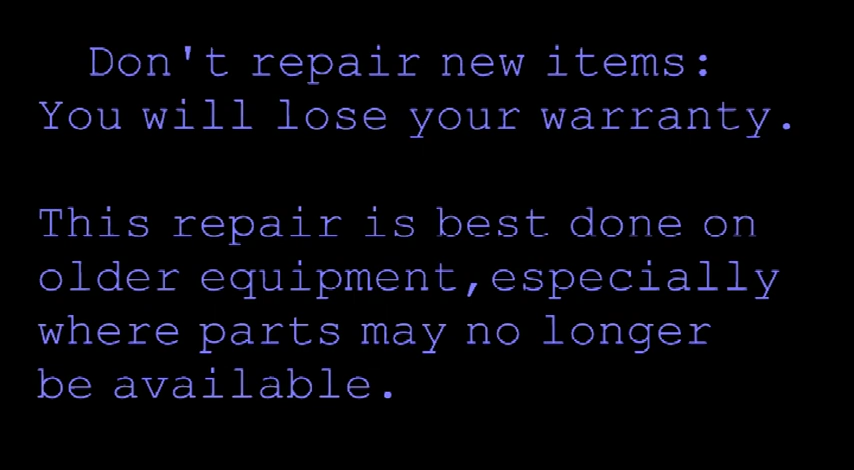 Don't repair new items:
You will lose your warranty.
This repair is best done on
older equipment,especially
where parts may no longer
be available.